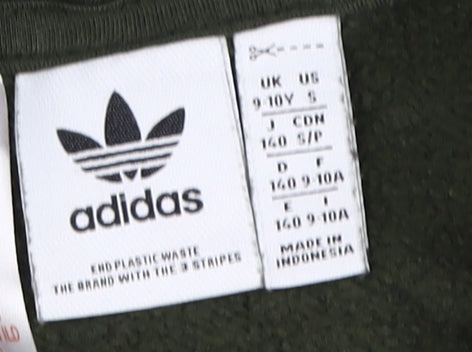 adidas
END PLASTIC WASTE
THE BRAND WITH THE 3 STRIPES
UK US
9-10Y S
J CDN
140 S/P
D F
140 9-10A
E I
140 9-10A
MADE IN
INDONESIA